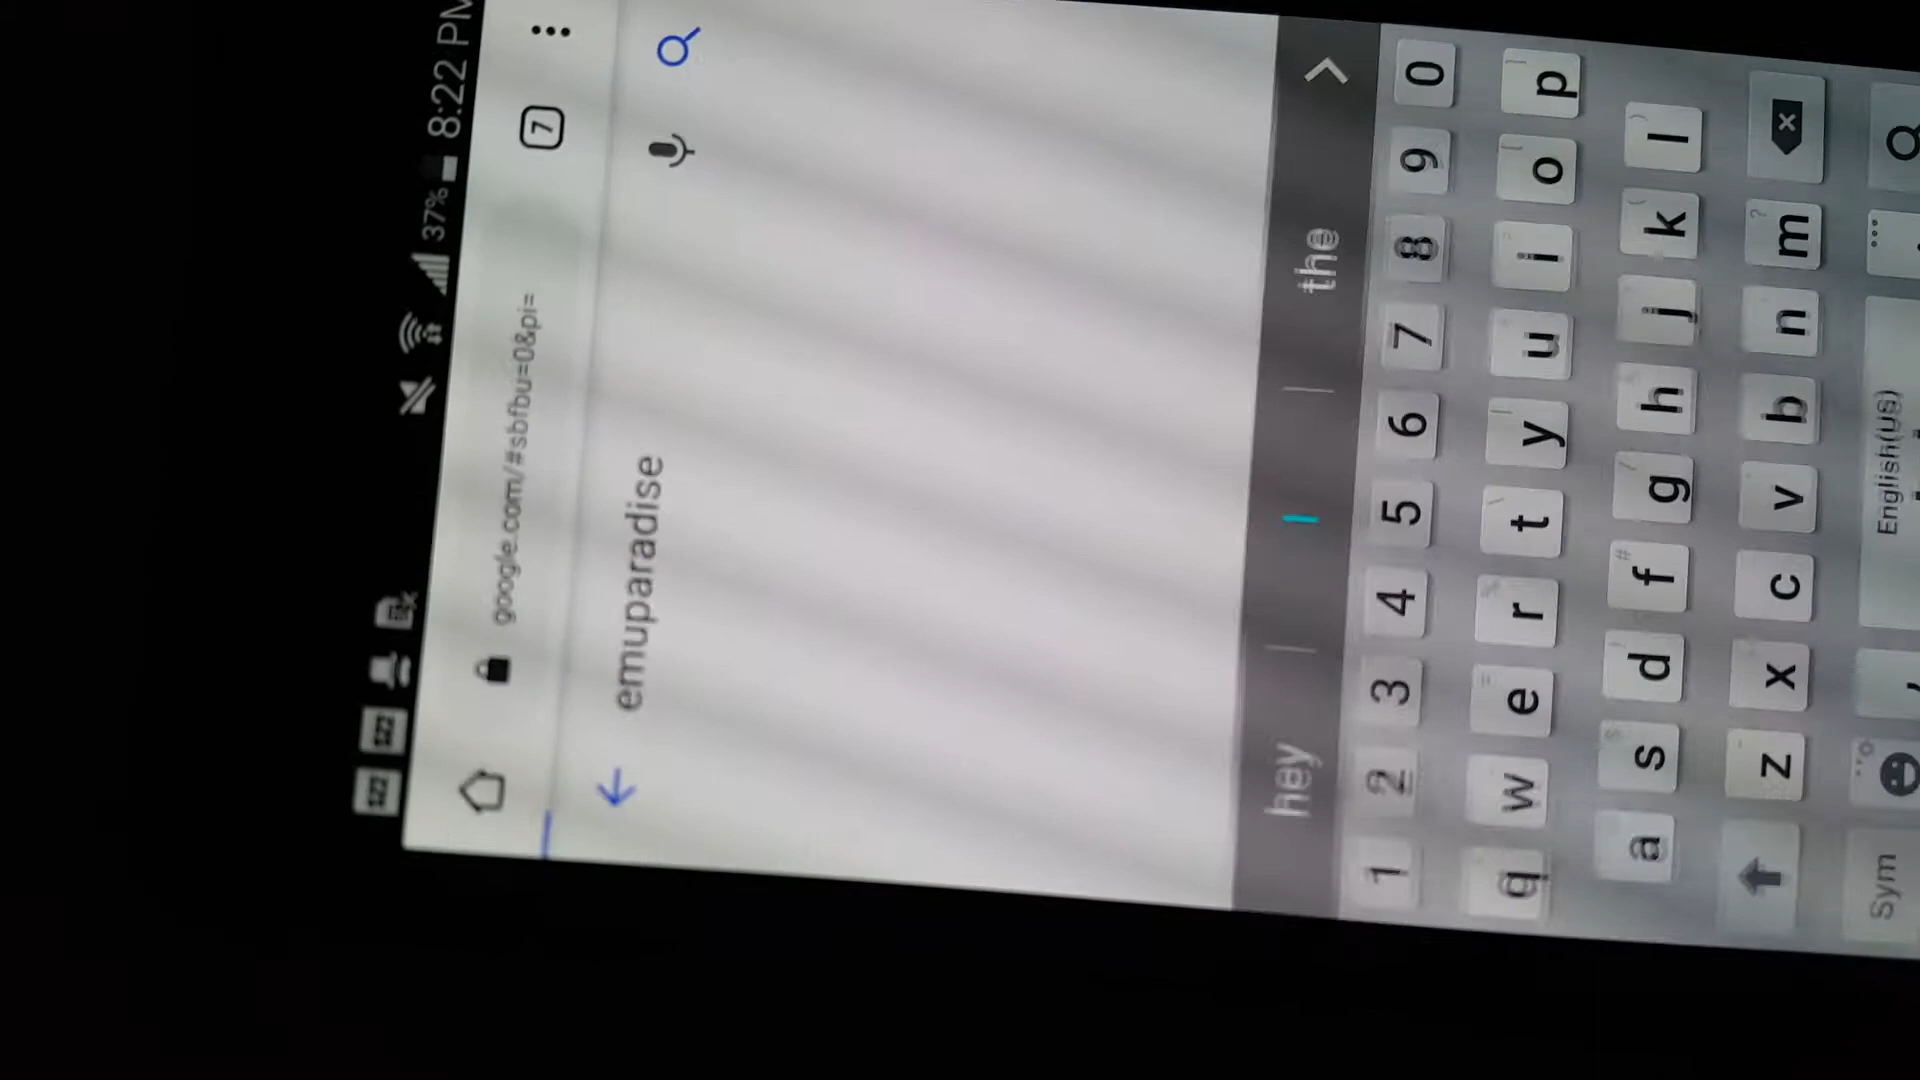 37% 8:22 PM
google.com/#sbfbu=0&pi=
7
emuparadise
hey
I
the
1 2 3 4 5 6 7 8 9 0
q w e r t y u i o p
a s d f g h j k l
z x c v b n m
Sym
,
English(US)